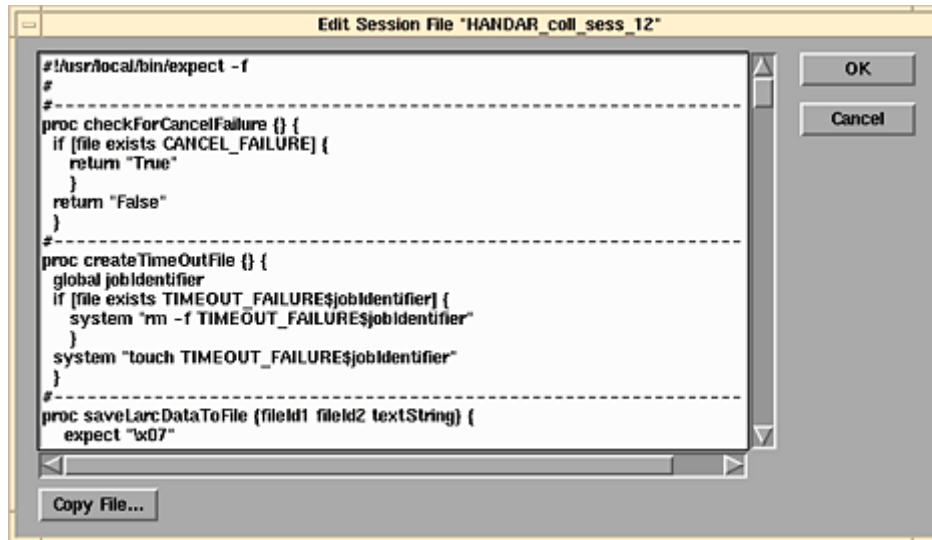 Edit Session File "HANDAR_coll_sess_12"
#!/usr/local/bin/expect -f
#
#---------------------------------------------------------------
proc checkForCancelFailure {} {
if [file exists CANCEL_FAILURE] {
return "True"
}
return "False"
}
#---------------------------------------------------------------
proc createTimeOutFile {} {
global jobIdentifier
if [file exists TIMEOUT_FAILURE$jobIdentifier] {
system "rm -f TIMEOUT_FAILURE$jobIdentifier"
}
system "touch TIMEOUT_FAILURE$jobIdentifier"
}
#---------------------------------------------------------------
proc saveLarcDataToFile {fileId1 fileId2 textString} {
expect "\x07"
OK
Cancel
Copy File...